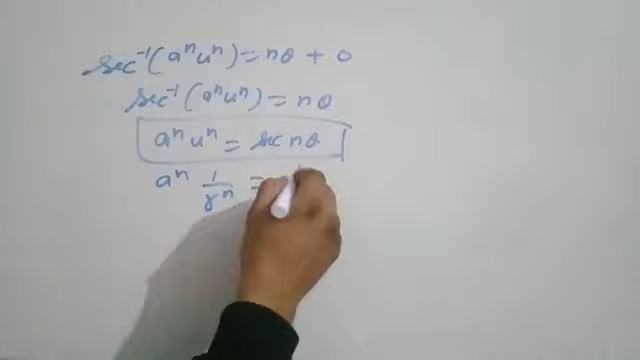 sec⁻¹(aⁿuⁿ) = nθ + 0
sec⁻¹(aⁿuⁿ) = nθ
aⁿuⁿ = sec nθ
aⁿ 1/rⁿ =